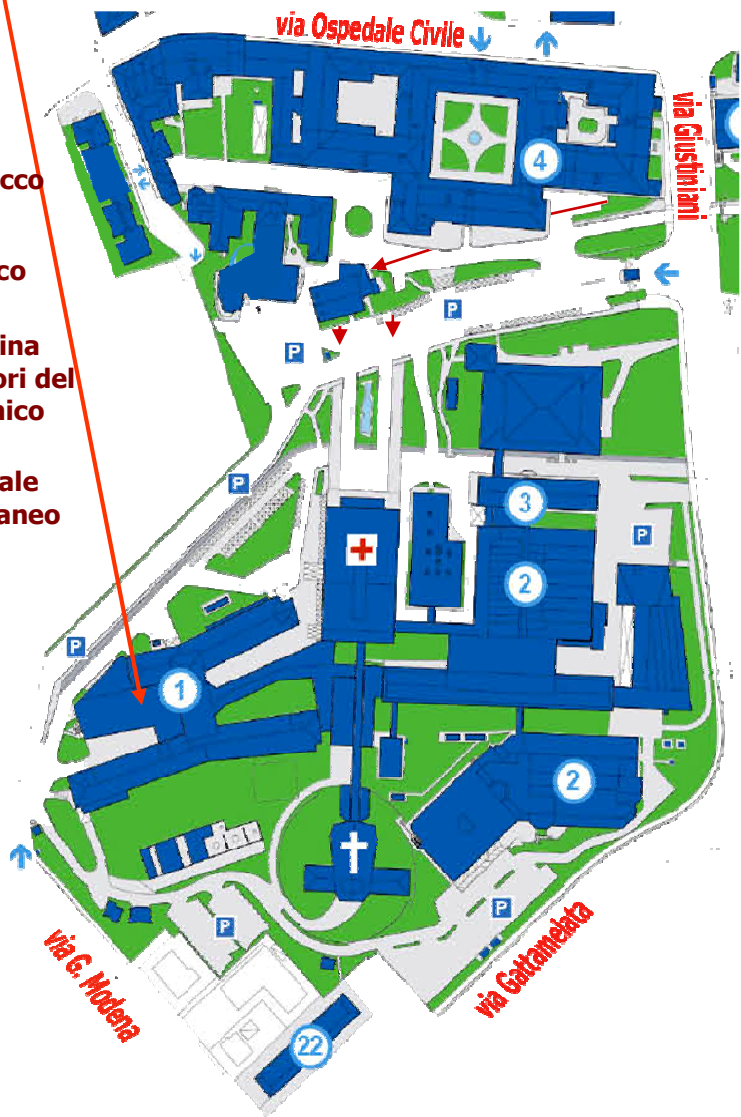 via Ospedale Civile
via Giustiniani
4
cco
co
ina
ori del
nico
ale
aneo
P
P
P
3
P
2
P
1
2
P
P
via G. Modena
via Gattamelata
22